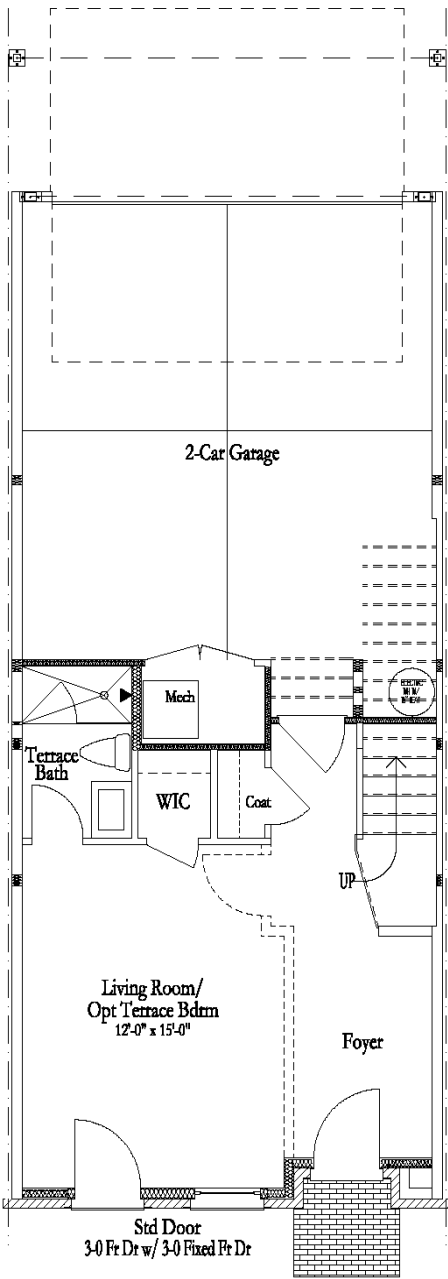 2-Car Garage
Mech
Terrace
Bath
WIC
Coat
UP
Living Room/
Opt Terrace Bdrm
12'-0" x 15'-0"
Foyer
Std Door
3-0 Fr Dr w/ 3-0 Fixed Fr Dr